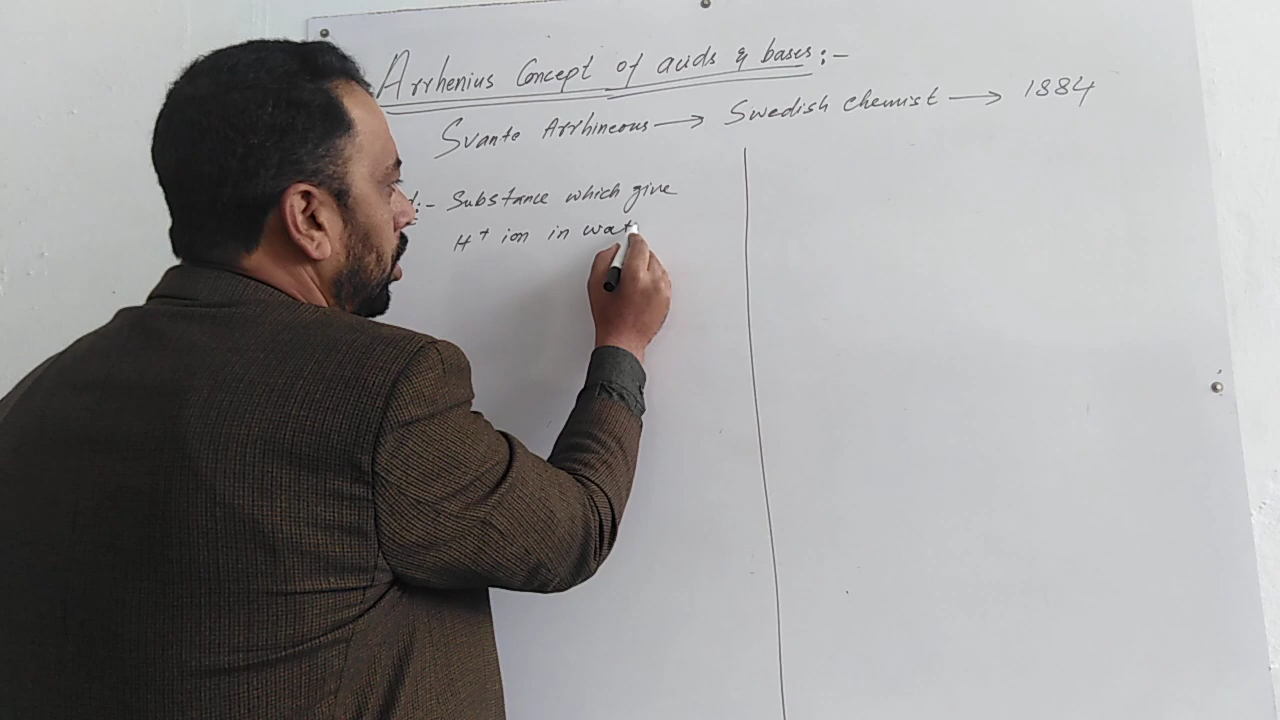 Arrhenius Concept of acids & bases:-
Svante Arrhineous → Swedish Chemist → 1884
d:- Substance which give
H+ ion in wat